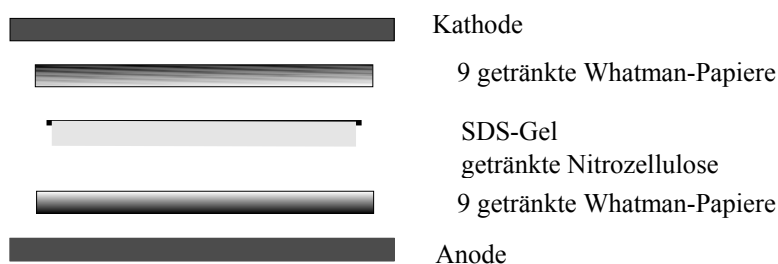 Kathode
9 getränkte Whatman-Papiere
SDS-Gel
getränkte Nitrozellulose
9 getränkte Whatman-Papiere
Anode